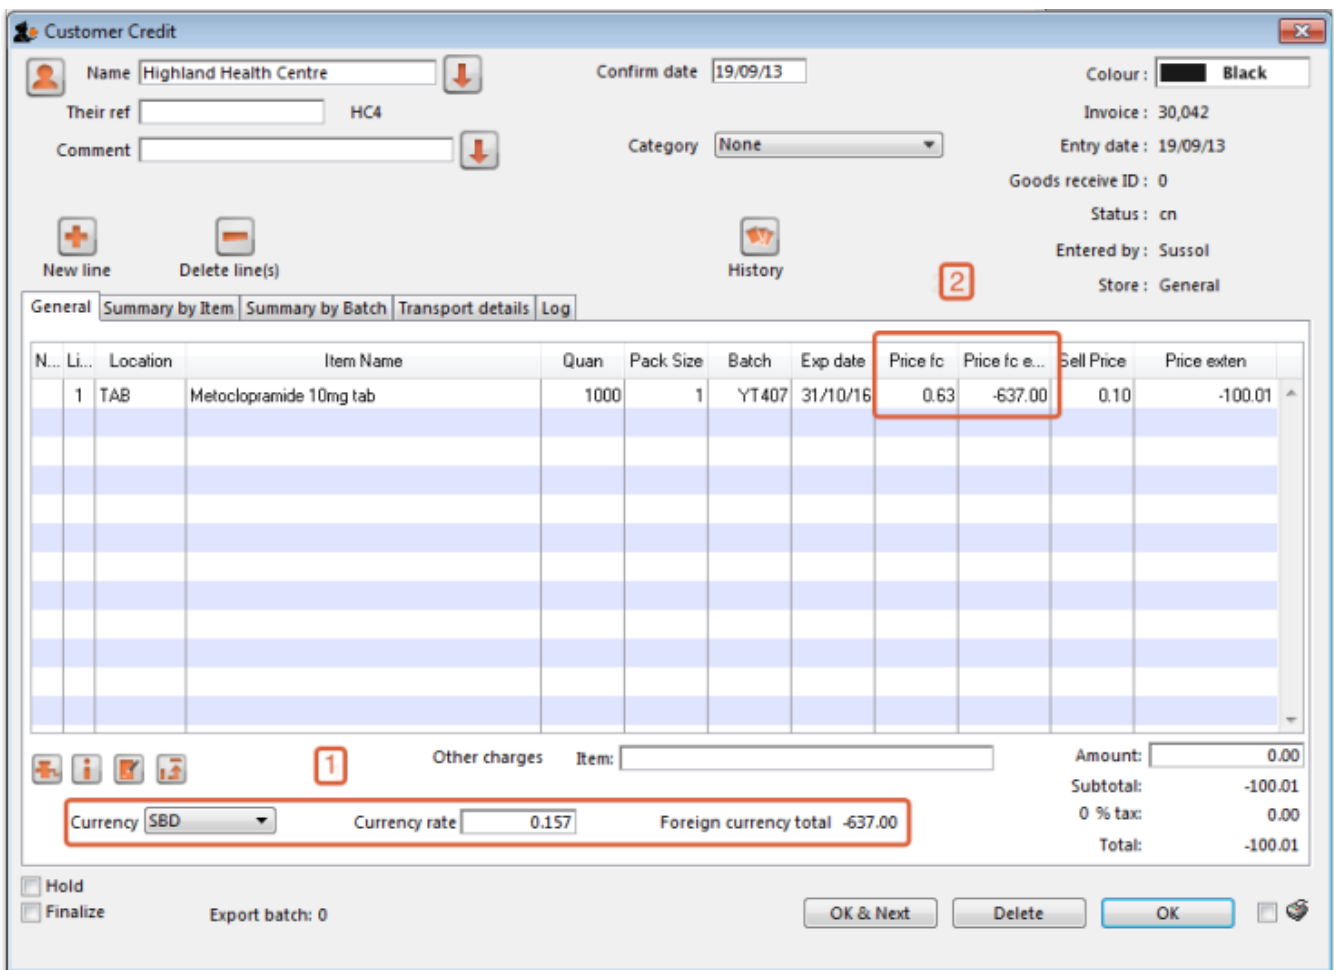 Customer Credit
Name Highland Health Centre
Confirm date 19/09/13
Colour : Black
Their ref HC4
Invoice : 30,042
Comment
Category None
Entry date : 19/09/13
Goods receive ID : 0
Status : cn
Entered by : Sussol
Store : General
New line Delete line(s) History
2
General Summary by Item Summary by Batch Transport details Log
N... Li... Location Item Name Quan Pack Size Batch Exp date Price fc Price fc e... Sell Price Price exten
1 TAB Metoclopramide 10mg tab 1000 1 YT407 31/10/16 0.63 -637.00 0.10 -100.01
1
Other charges Item: Amount: 0.00
Subtotal: -100.01
Currency SBD Currency rate 0.157 Foreign currency total -637.00
0 % tax: 0.00
Total: -100.01
Hold
Finalize Export batch: 0
OK & Next Delete OK